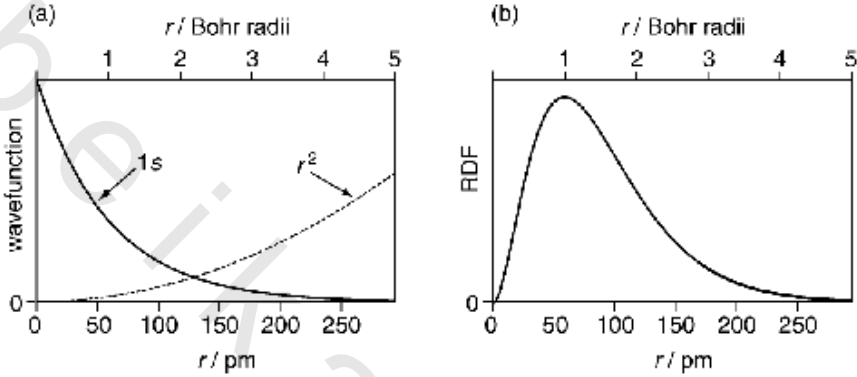 (a)
r / Bohr radii
1 2 3 4 5
wavefunction
1s
r²
0
0 50 100 150 200 250
r / pm
(b)
r / Bohr radii
1 2 3 4 5
RDF
0
0 50 100 150 200 250
r / pm